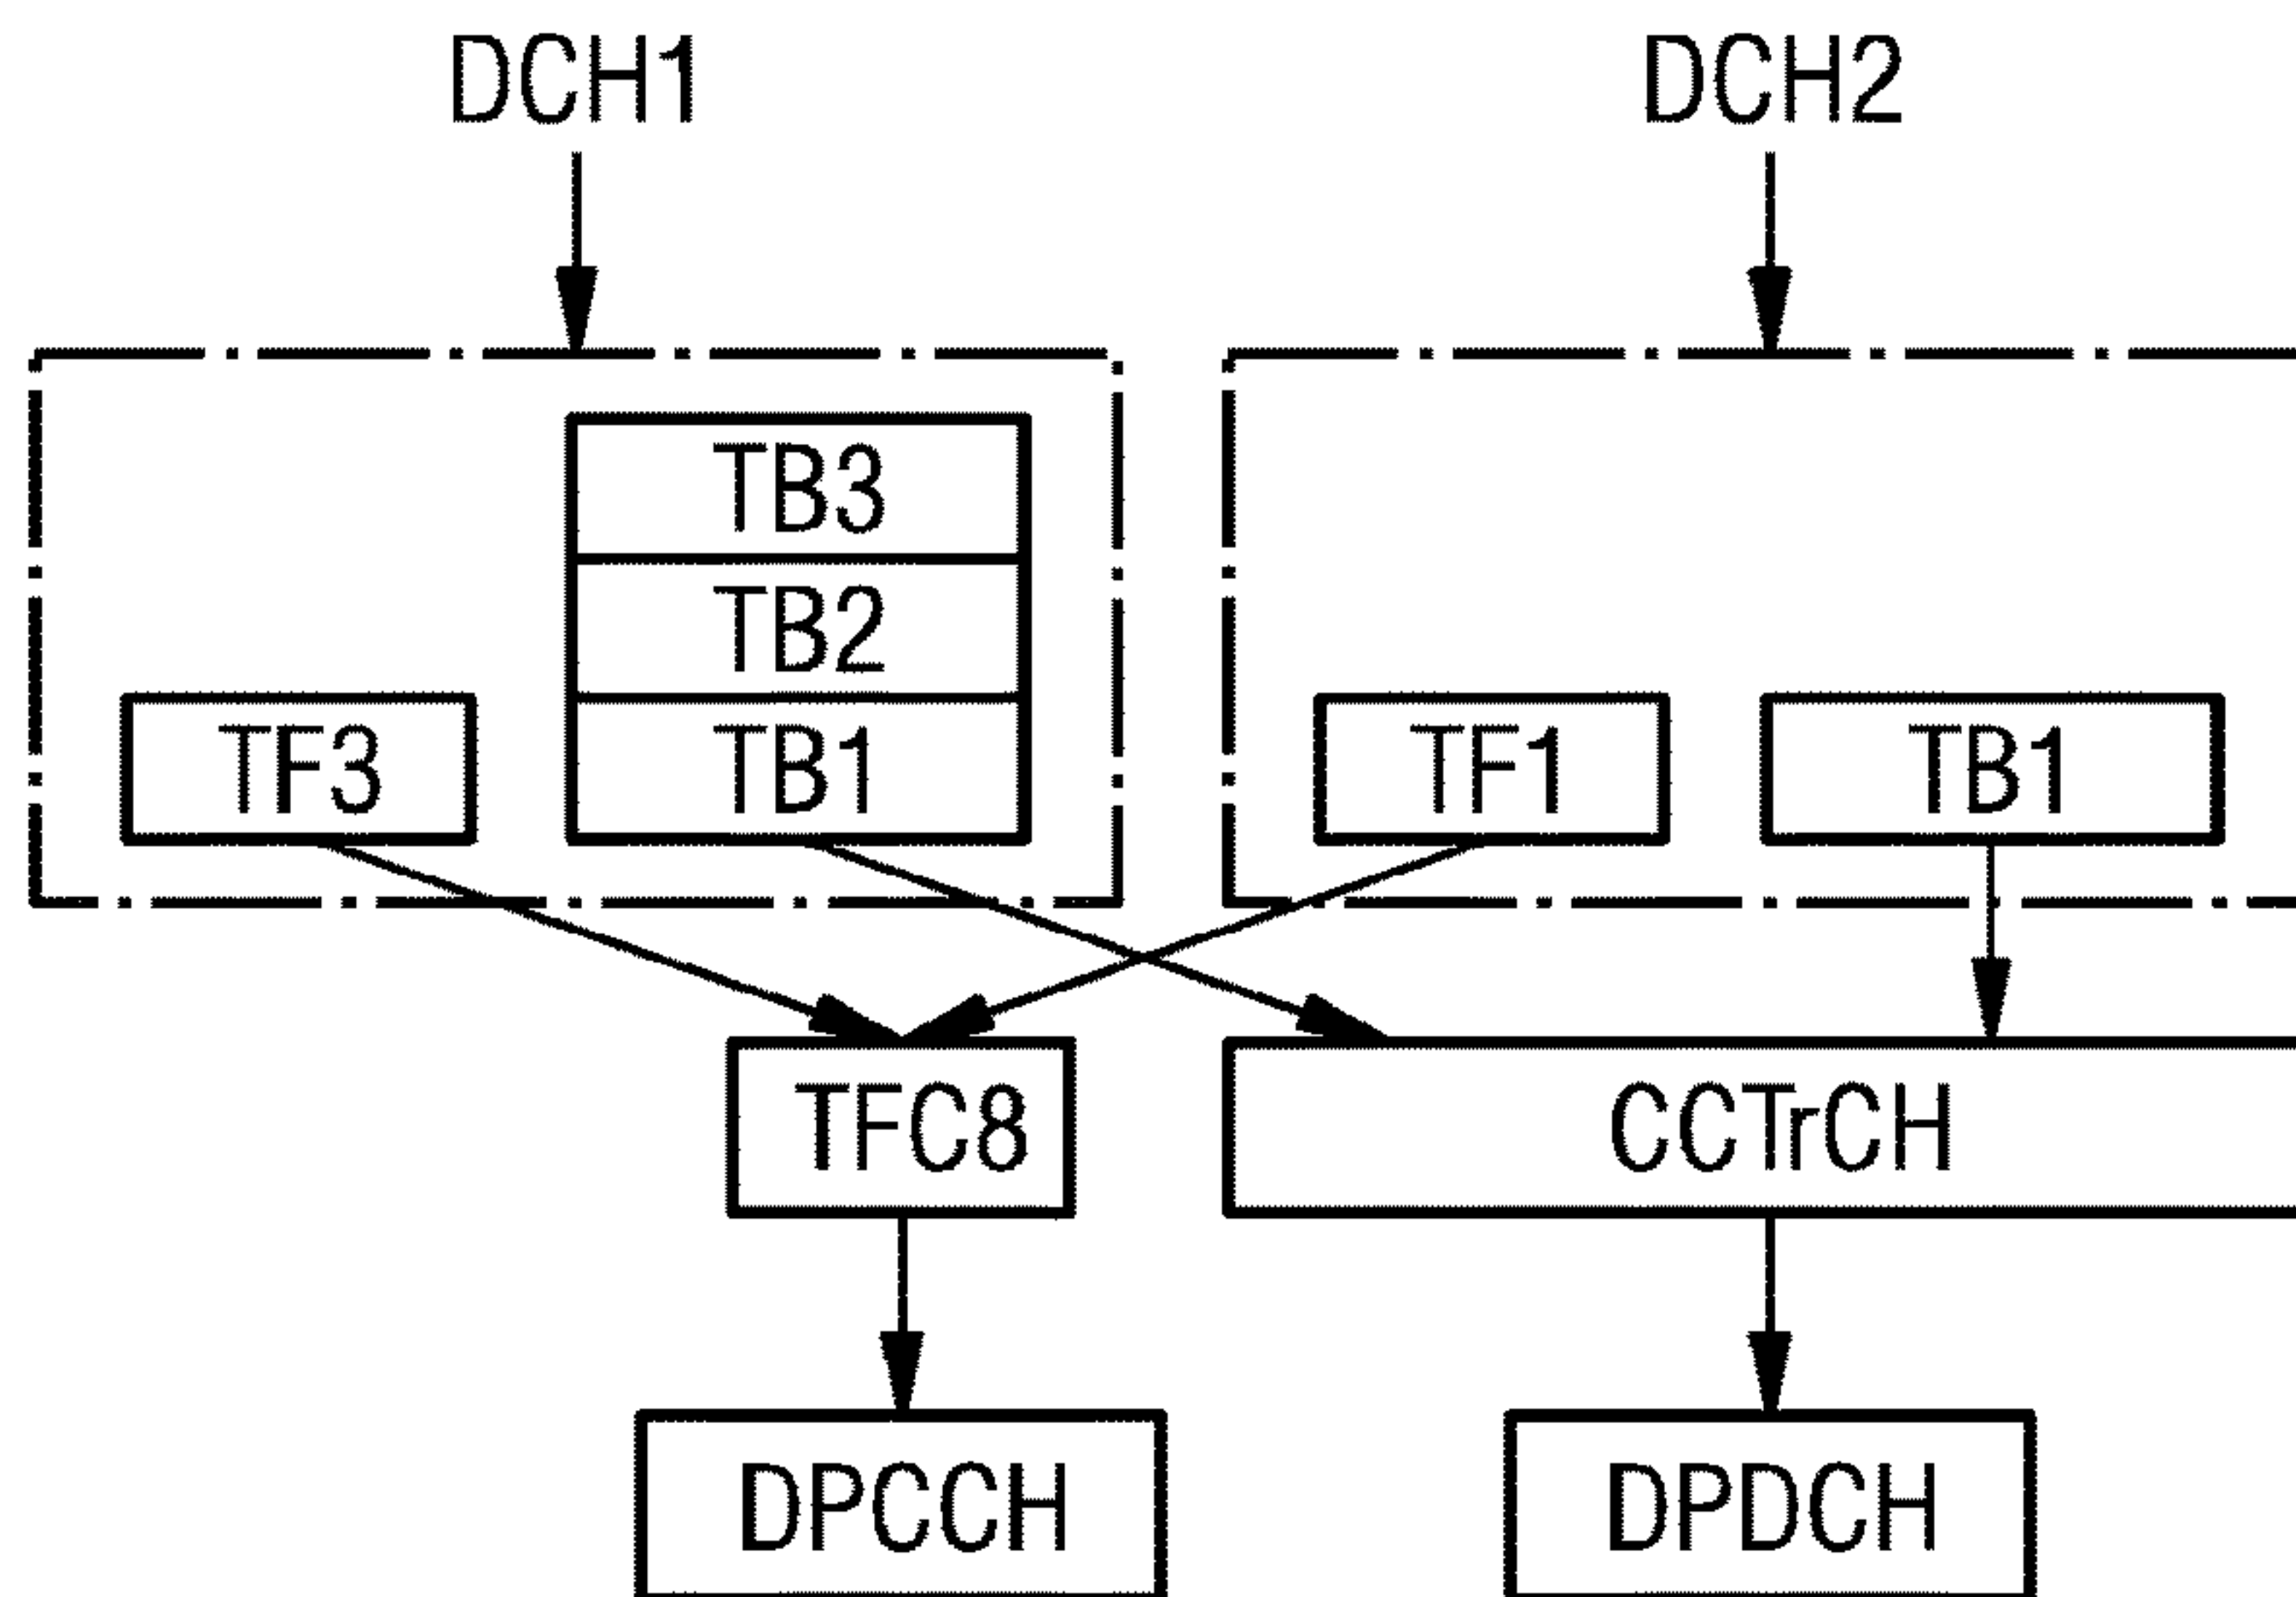 DCH1
DCH2
TB3
TB2
TF3
TB1
TF1
TB1
TFC8
CCTrCH
DPCCH
DPDCH